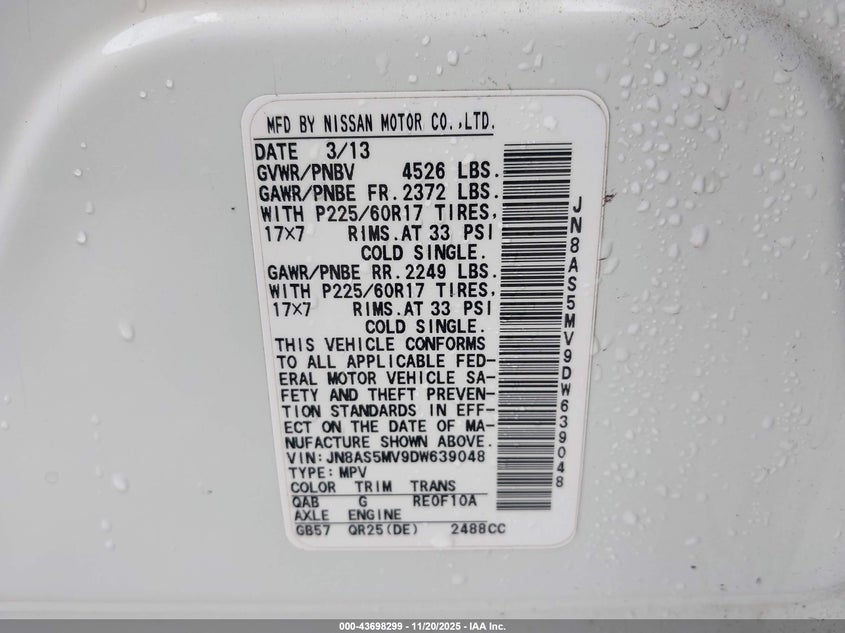 MFD BY NISSAN MOTOR CO.,LTD.
DATE 3/13
GVWR/PNBV 4526 LBS.
GAWR/PNBE FR.2372 LBS.
WITH P225/60R17 TIRES,
17×7 RIMS.AT 33 PSI
COLD SINGLE.
GAWR/PNBE RR.2249 LBS.
WITH P225/60R17 TIRES,
17×7 RIMS.AT 33 PSI
COLD SINGLE.
THIS VEHICLE CONFORMS
TO ALL APPLICABLE FED-
ERAL MOTOR VEHICLE SA-
FETY AND THEFT PREVEN-
TION STANDARDS IN EFF-
ECT ON THE DATE OF MA-
NUFACTURE SHOWN ABOVE.
VIN:JN8AS5MV9DW639048
TYPE:MPV
COLOR TRIM TRANS
QAB G RE0F10A
AXLE ENGINE
GB57 QR25(DE) 2488CC
JN8AS5MV9DW639048
000-43698299 - 11/20/2025 - IAA Inc.